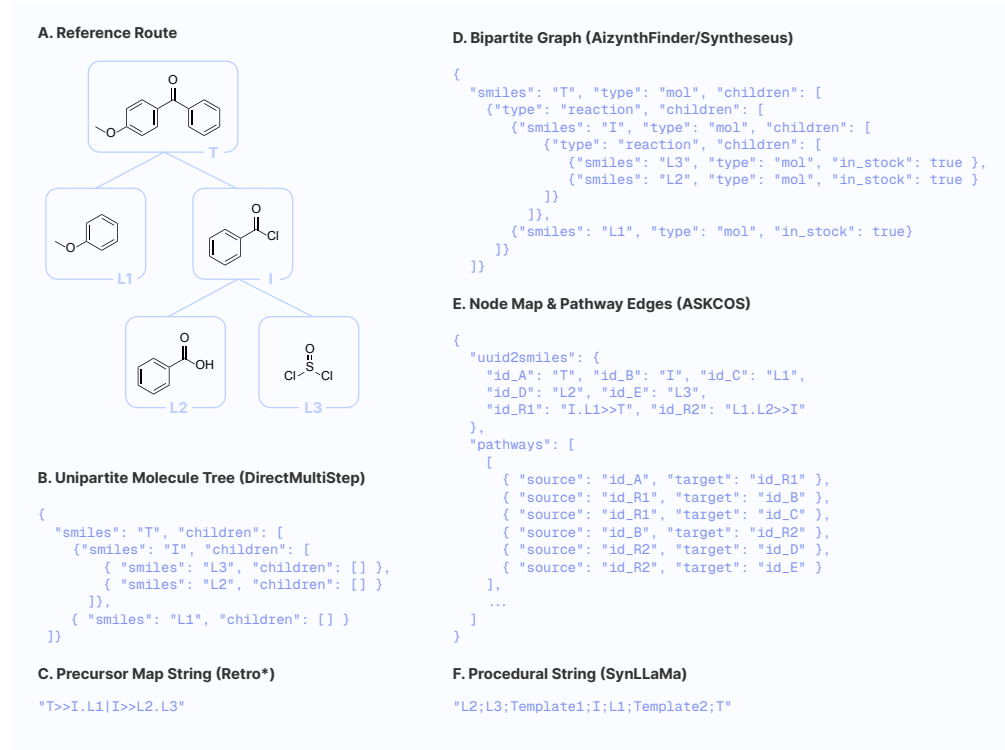 A. Reference Route
O
O
T
O
O
Cl
L1
I
O
OH
L2
O
S
Cl
Cl
L3
B. Unipartite Molecule Tree (DirectMultiStep)
{
"smiles": "T", "children": [
{"smiles": "I", "children": [
{ "smiles": "L3", "children": [] },
{ "smiles": "L2", "children": [] }
]},
{ "smiles": "L1", "children": [] }
]}
C. Precursor Map String (Retro*)
"T>>I.L1|I>>L2.L3"
D. Bipartite Graph (AizynthFinder/Syntheseus)
{
"smiles": "T", "type": "mol", "children": [
{"type": "reaction", "children": [
{"smiles": "I", "type": "mol", "children": [
{"type": "reaction", "children": [
{"smiles": "L3", "type": "mol", "in_stock": true },
{"smiles": "L2", "type": "mol", "in_stock": true }
]}
]},
{"smiles": "L1", "type": "mol", "in_stock": true}
]}
]}
E. Node Map & Pathway Edges (ASKCOS)
{
"uuid2smiles": {
"id_A": "T", "id_B": "I", "id_C": "L1",
"id_D": "L2", "id_E": "L3",
"id_R1": "I.L1>>T", "id_R2": "L1.L2>>I"
},
"pathways": [
[
{ "source": "id_A", "target": "id_R1" },
{ "source": "id_R1", "target": "id_B" },
{ "source": "id_R1", "target": "id_C" },
{ "source": "id_B", "target": "id_R2" },
{ "source": "id_R2", "target": "id_D" },
{ "source": "id_R2", "target": "id_E" }
],
...
]
}
F. Procedural String (SynLLaMa)
"L2;L3;Template1;I;L1;Template2;T"